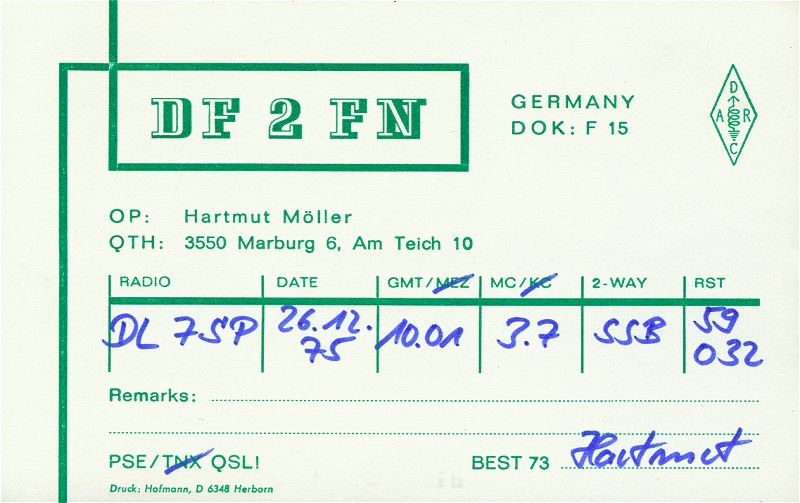 DF 2 FN
GERMANY
DOK: F 15
D
A R
C
OP: Hartmut Möller
QTH: 3550 Marburg 6, Am Teich 10
RADIO DATE GMT/MEZ MC/KC 2-WAY RST
DL 7SP 26.12. 10.01 3.7 SSB 59
75 032
Remarks:
PSE/TNX QSL! BEST 73 Hartmut
Druck: Hofmann, D 6348 Herborn